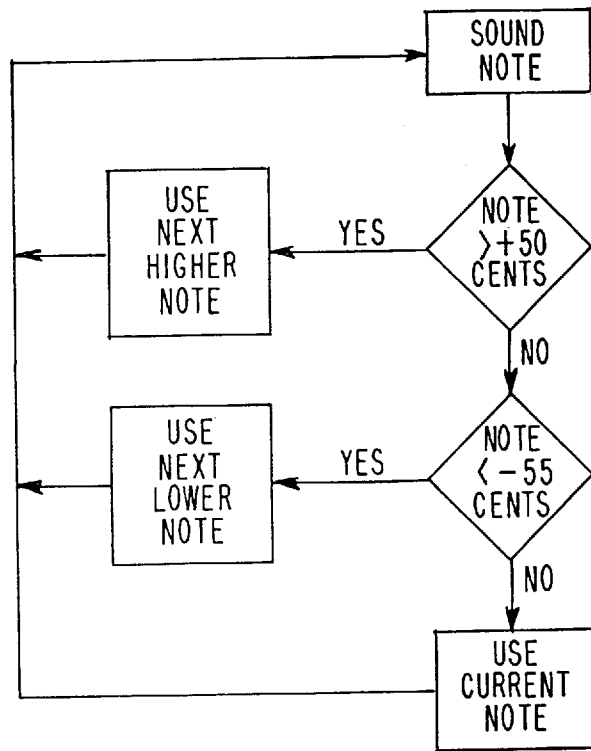 SOUND
NOTE
NOTE
>+50
CENTS
YES
USE
NEXT
HIGHER
NOTE
NO
NOTE
<-55
CENTS
YES
USE
NEXT
LOWER
NOTE
NO
USE
CURRENT
NOTE